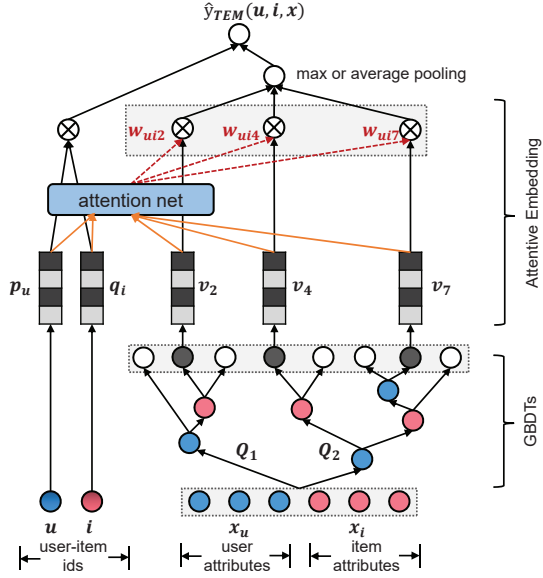 ŷ_TEM(u, i, x)
max or average pooling
w_ui2 w_ui4 w_ui7
attention net
p_u q_i v_2 v_4 v_7
Attentive Embedding
Q_1 Q_2
GBDTs
u i x_u x_i
user-item ids
user attributes
item attributes